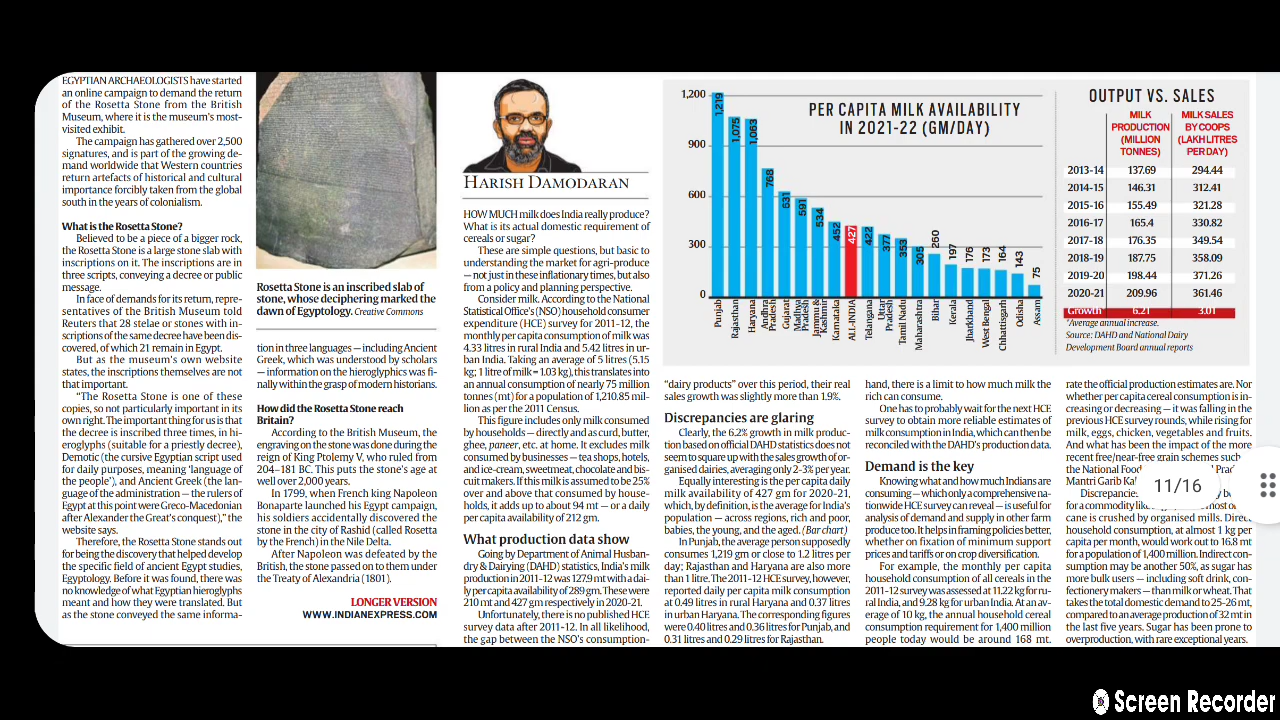 EGYPTIAN ARCHAEOLOGISTS have started
an online campaign to demand the return
of the Rosetta Stone from the British
Museum, where it is the museum's most-
visited exhibit.
The campaign has gathered over 2,500
signatures, and is part of the growing de-
mand worldwide that Western countries
return artefacts of historical and cultural
importance forcibly taken from the global
south in the years of colonialism.
What is the Rosetta Stone?
Believed to be a piece of a bigger rock,
the Rosetta Stone is a large stone slab with
inscriptions on it. The inscriptions are in
three scripts, conveying a decree or public
message.
In face of demands for its return, repre-
sentatives of the British Museum told
Reuters that 28 stelae or stones with in-
scriptions of the same decree have been dis-
covered, of which 21 remain in Egypt.
But as the museum's own website
states, the inscriptions themselves are not
that important.
"The Rosetta Stone is one of these
copies, so not particularly important in its
own right. The important thing for us is that
the decree is inscribed three times, in hi-
eroglyphs (suitable for a priestly decree),
Demotic (the cursive Egyptian script used
for daily purposes, meaning 'language of
the people'), and Ancient Greek (the lan-
guage of the administration — the rulers of
Egypt at this point were Greco-Macedonian
after Alexander the Great's conquest)," the
website says.
Therefore, the Rosetta Stone stands out
for being the discovery that helped develop
the specific field of ancient Egypt studies,
Egyptology. Before it was found, there was
no knowledge of what Egyptian hieroglyphs
meant and how they were translated. But
as the stone conveyed the same informa-
Rosetta Stone is an inscribed slab of
stone, whose deciphering marked the
dawn of Egyptology. Creative Commons
tion in three languages — including Ancient
Greek, which was understood by scholars
— information on the hieroglyphics was fi-
nally within the grasp of modern historians.
How did the Rosetta Stone reach
Britain?
According to the British Museum, the
engraving on the stone was done during the
reign of King Ptolemy V, who ruled from
204–181 BC. This puts the stone's age at
well over 2,000 years.
In 1799, when French king Napoleon
Bonaparte launched his Egypt campaign,
his soldiers accidentally discovered the
stone in the city of Rashid (called Rosetta
by the French) in the Nile Delta.
After Napoleon was defeated by the
British, the stone passed on to them under
the Treaty of Alexandria (1801).
LONGER VERSION
WWW.INDIANEXPRESS.COM
HARISH DAMODARAN
HOW MUCH milk does India really produce?
What is its actual domestic requirement of
cereals or sugar?
These are simple questions, but basic to
understanding the market for agri-produce
— not just in these inflationary times, but also
from a policy and planning perspective.
Consider milk. According to the National
Statistical Office's (NSO) household consumer
expenditure (HCE) survey for 2011-12, the
monthly per capita consumption of milk was
4.33 litres in rural India and 5.42 litres in ur-
ban India. Taking an average of 5 litres (5.15
kg; 1 litre of milk = 1.03 kg), this translates into
an annual consumption of nearly 75 million
tonnes (mt) for a population of 1,210.85 mil-
lion as per the 2011 Census.
This figure includes only milk consumed
by households — directly and as curd, butter,
ghee, paneer, etc. at home. It excludes milk
consumed by businesses — tea shops, hotels,
and ice-cream, sweetmeat, chocolate and bis-
cuit makers. If this milk is assumed to be 25%
over and above that consumed by house-
holds, it adds up to about 94 mt — or a daily
per capita availability of 212 gm.
What production data show
Going by Department of Animal Husban-
dry & Dairying (DAHD) statistics, India's milk
production in 2011-12 was 127.9 mt with a dai-
ly per capita availability of 289 gm. These were
210 mt and 427 gm respectively in 2020-21.
Unfortunately, there is no published HCE
survey data after 2011-12. In all likelihood,
the gap between the NSO's consumption-
PER CAPITA MILK AVAILABILITY
IN 2021-22 (GM/DAY)
1,200
900
600
300
0
1,219
1,075
1,063
768
631
591
534
452
427
422
377
353
305
260
197
176
173
164
143
75
Punjab
Rajasthan
Haryana
Andhra Pradesh
Gujarat
Madhya Pradesh
Jammu & Kashmir
Karnataka
ALL-INDIA
Telangana
Uttar Pradesh
Tamil Nadu
Maharashtra
Bihar
Kerala
Jharkhand
West Bengal
Chhattisgarh
Odisha
Assam
OUTPUT VS. SALES
MILK PRODUCTION (MILLION TONNES) MILK SALES BY COOPS (LAKH LITRES PER DAY)
2013-14 137.69 294.44
2014-15 146.31 312.41
2015-16 155.49 321.28
2016-17 165.4 330.82
2017-18 176.35 349.54
2018-19 187.75 358.09
2019-20 198.44 371.26
2020-21 209.96 361.46
Growth* 6.21 3.01
*Average annual increase.
Source: DAHD and National Dairy
Development Board annual reports
"dairy products" over this period, their real
sales growth was slightly more than 1.9%.
Discrepancies are glaring
Clearly, the 6.2% growth in milk produc-
tion based on official DAHD statistics does not
seem to square up with the sales growth of or-
ganised dairies, averaging only 2-3% per year.
Equally interesting is the per capita daily
milk availability of 427 gm for 2020-21,
which, by definition, is the average for India's
population — across regions, rich and poor,
babies, the young, and the aged. (Bar chart)
In Punjab, the average person supposedly
consumes 1,219 gm or close to 1.2 litres per
day; Rajasthan and Haryana are also more
than 1 litre. The 2011-12 HCE survey, however,
reported daily per capita milk consumption
at 0.49 litres in rural Haryana and 0.37 litres
in urban Haryana. The corresponding figures
were 0.40 litres and 0.36 litres for Punjab, and
0.31 litres and 0.29 litres for Rajasthan.
hand, there is a limit to how much milk the
rich can consume.
One has to probably wait for the next HCE
survey to obtain more reliable estimates of
milk consumption in India, which can then be
reconciled with the DAHD's production data.
Demand is the key
Knowing what and how much Indians are
consuming — which only a comprehensive na-
tionwide HCE survey can reveal — is useful for
analysis of demand and supply in other farm
produce too. It helps in framing policies better,
whether on fixation of minimum support
prices and tariffs or on crop diversification.
For example, the monthly per capita
household consumption of all cereals in the
2011-12 survey was assessed at 11.22 kg for ru-
ral India, and 9.28 kg for urban India. At an av-
erage of 10 kg, the annual household cereal
consumption requirement for 1,400 million
people today would be around 168 mt.
rate the official production estimates are. Nor
whether per capita cereal consumption is in-
creasing or decreasing — it was falling in the
previous HCE survey rounds, while rising for
milk, eggs, chicken, vegetables and fruits.
And what has been the impact of the more
recent free/near-free grain schemes such
the National Food
Mantri Garib Kal
Discrepancies
for a commodity
cane is crushed by organised mills. Direct
household consumption, at almost 1 kg per
capita per month, would work out to 16.8 mt
for a population of 1,400 million. Indirect con-
sumption may be another 50%, as sugar has
more bulk users — including soft drink, con-
fectionery makers — than milk or wheat. That
takes the total domestic demand to 25-26 mt,
compared to an average production of 32 mt in
the last five years. Sugar has been prone to
overproduction, with rare exceptional years.
11/16
Screen Recorder